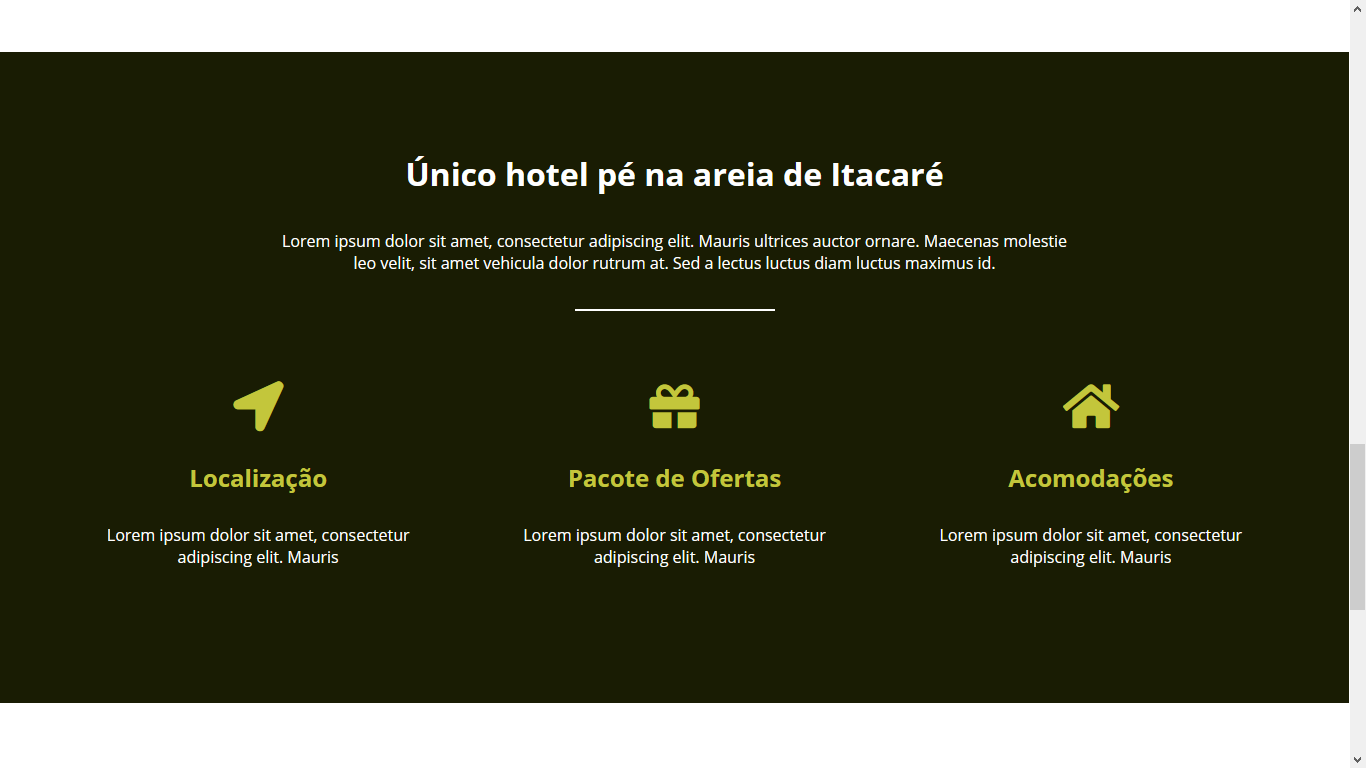 Único hotel pé na areia de Itacaré
Lorem ipsum dolor sit amet, consectetur adipiscing elit. Mauris ultrices auctor ornare. Maecenas molestie
leo velit, sit amet vehicula dolor rutrum at. Sed a lectus luctus diam luctus maximus id.
Localização
Lorem ipsum dolor sit amet, consectetur
adipiscing elit. Mauris
Pacote de Ofertas
Lorem ipsum dolor sit amet, consectetur
adipiscing elit. Mauris
Acomodações
Lorem ipsum dolor sit amet, consectetur
adipiscing elit. Mauris